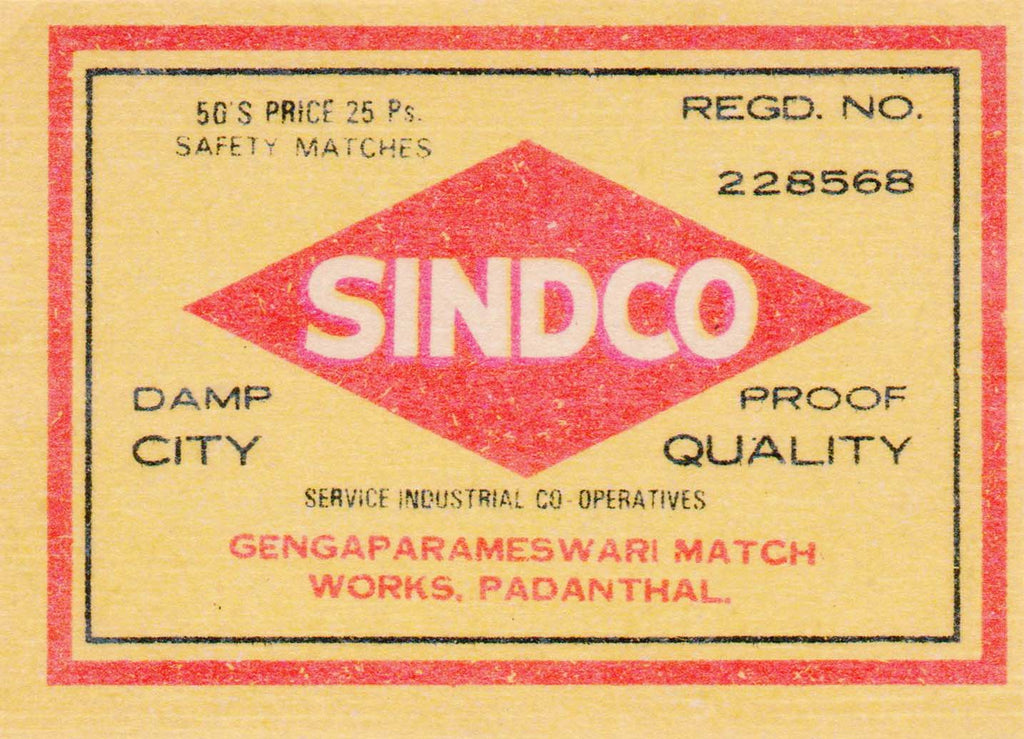 50'S PRICE 25 Ps.
SAFETY MATCHES
REGD. NO.
228568
SINDCO
DAMP PROOF
CITY QUALITY
SERVICE INDUSTRIAL CO-OPERATIVES
GENGAPARAMESWARI MATCH
WORKS, PADANTHAL.